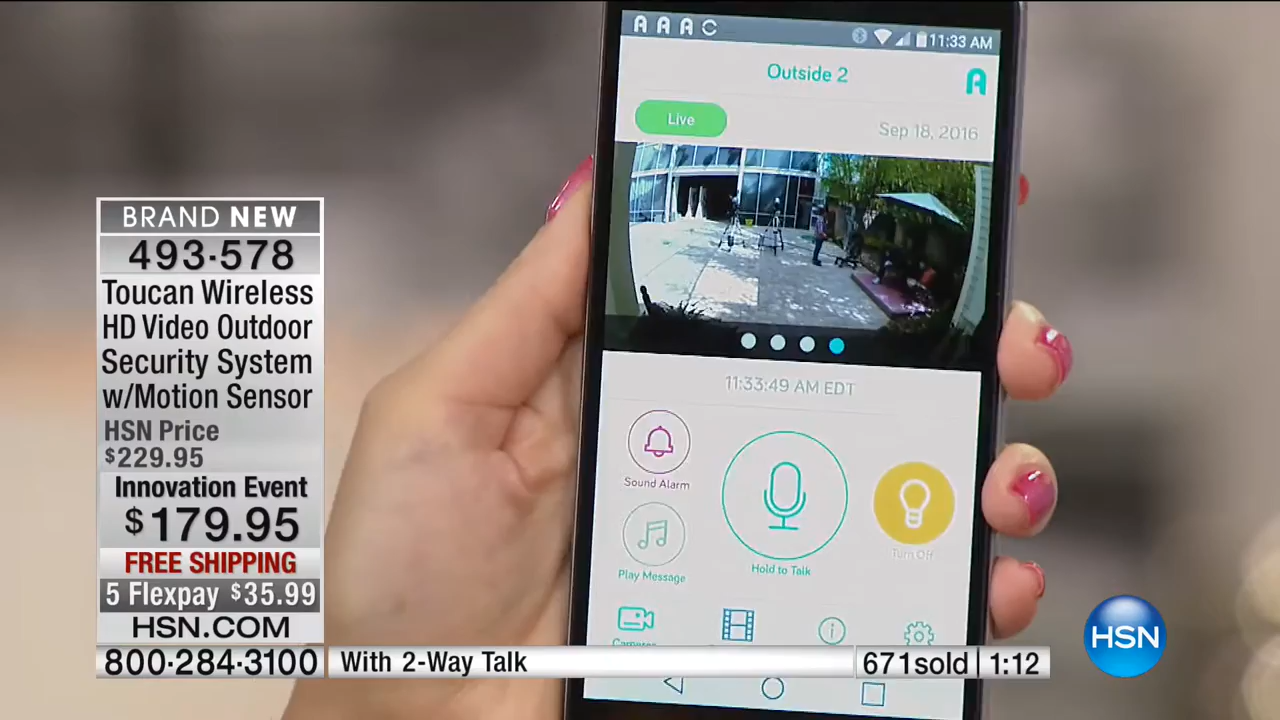 BRAND NEW
493·578
Toucan Wireless
HD Video Outdoor
Security System
w/Motion Sensor
HSN Price
$229.95
Innovation Event
$179.95
FREE SHIPPING
5 Flexpay $35.99
HSN.COM
800·284·3100
With 2-Way Talk
671 sold
1:12
HSN
11:33 AM
Outside 2
Live
Sep 18, 2016
11:33:49 AM EDT
Sound Alarm
Hold to Talk
Turn Off
Play Message